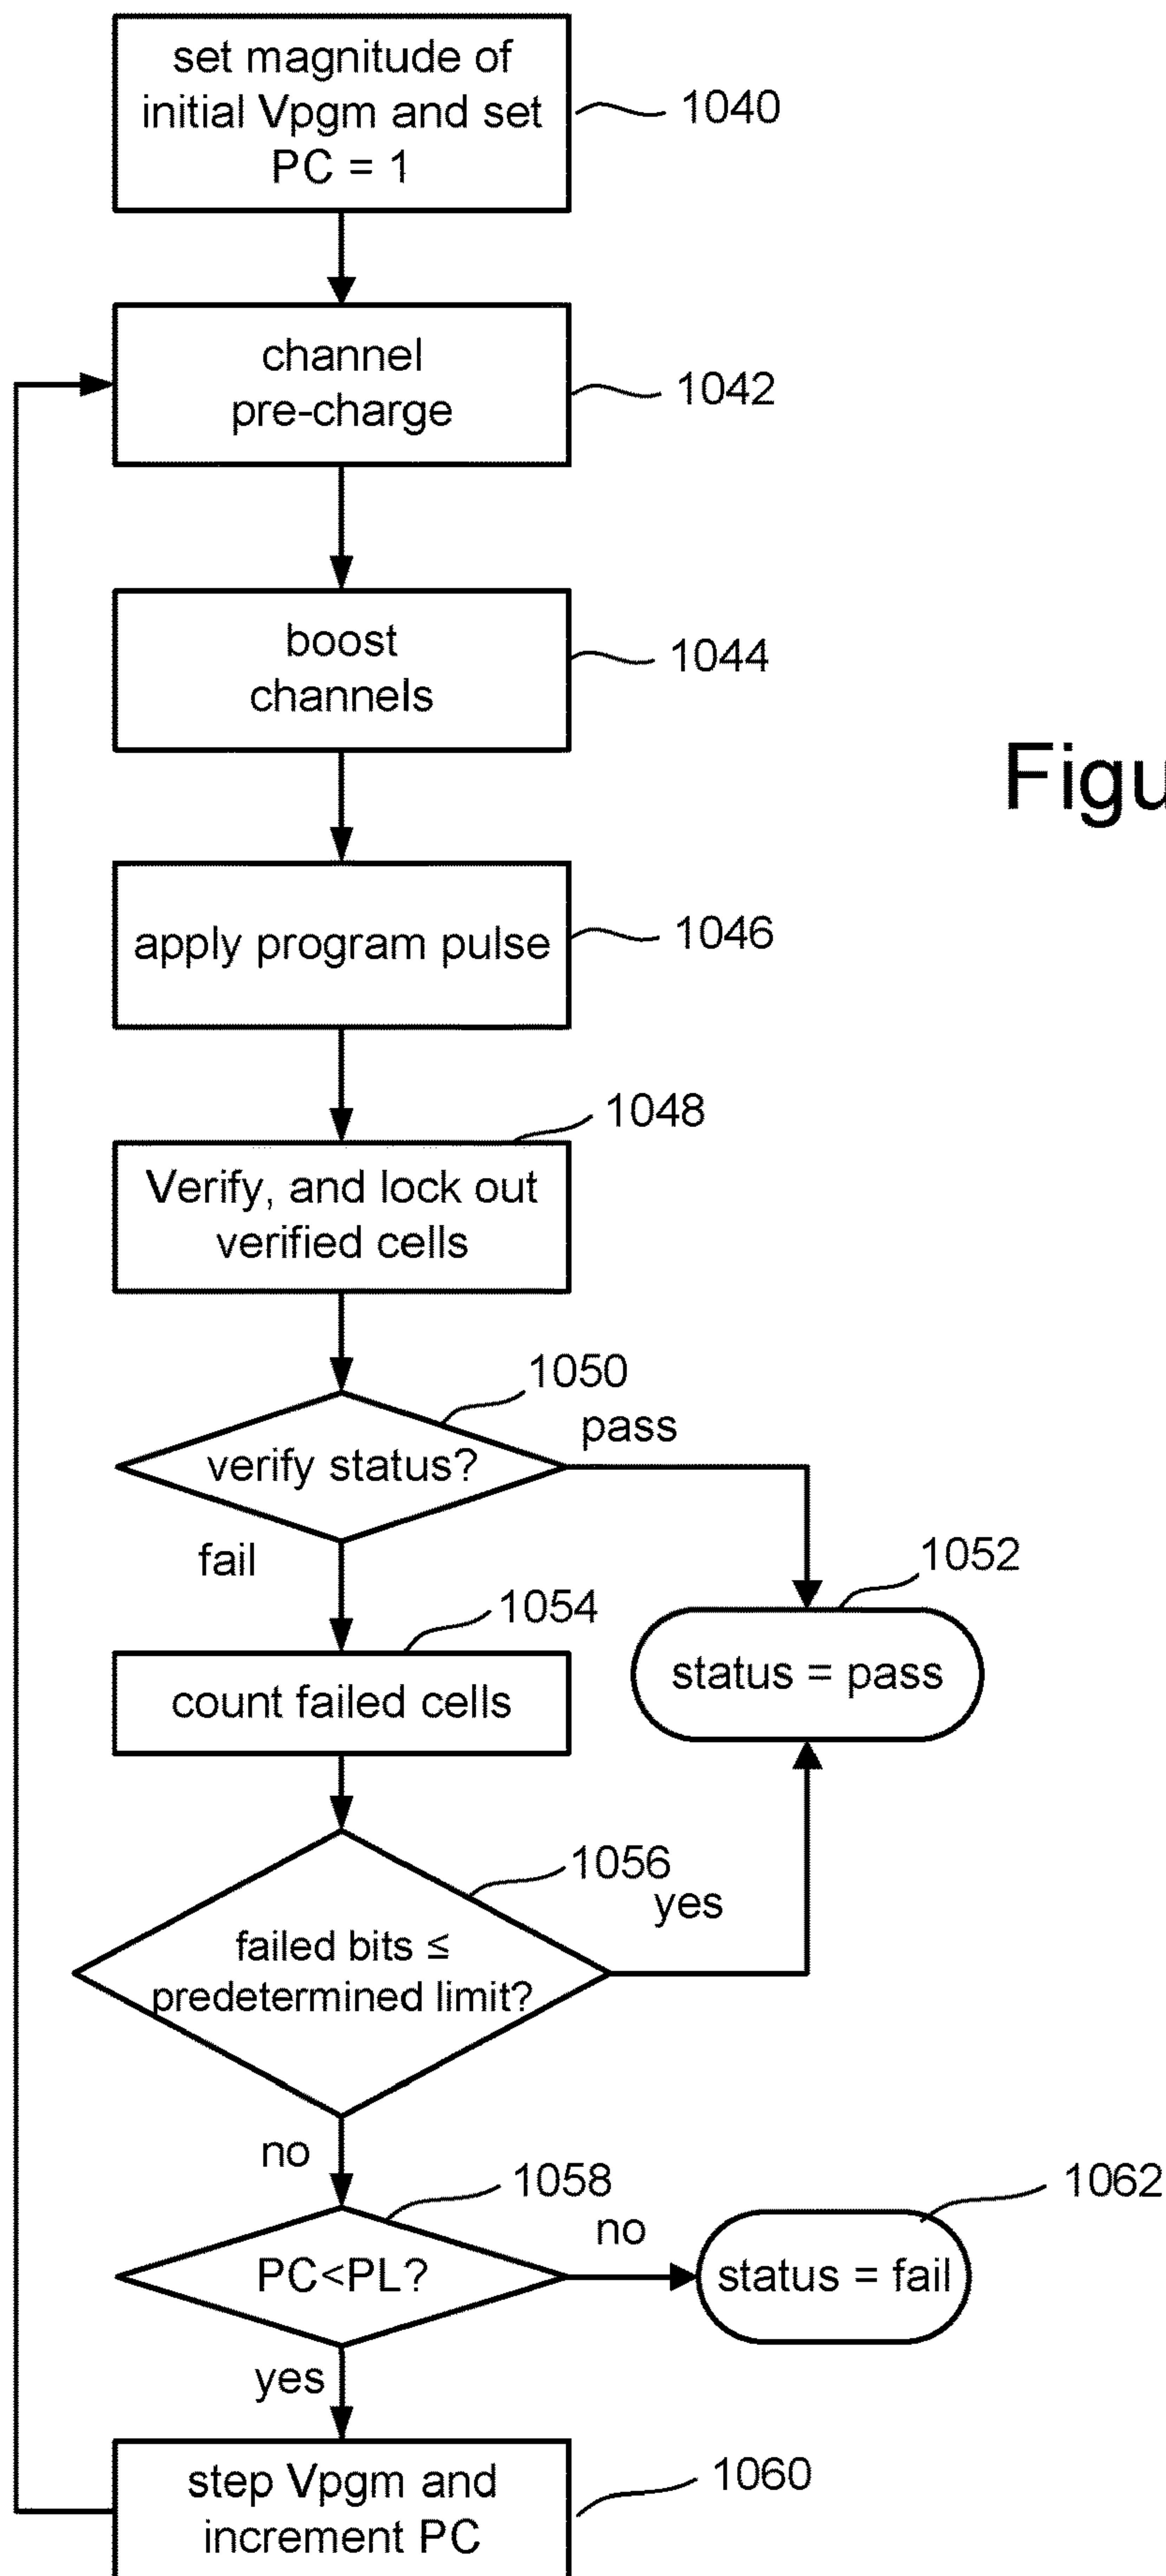 set magnitude of
initial Vpgm and set
PC = 1
1040
channel
pre-charge
1042
boost
channels
1044
Figu
apply program pulse
1046
1048
Verify, and lock out
verified cells
1050
pass
verify status?
fail
1052
1054
status = pass
count failed cells
1056
yes
failed bits ≤
predetermined limit?
no
1058
1062
no
PC<PL?
status = fail
yes
step Vpgm and
increment PC
1060